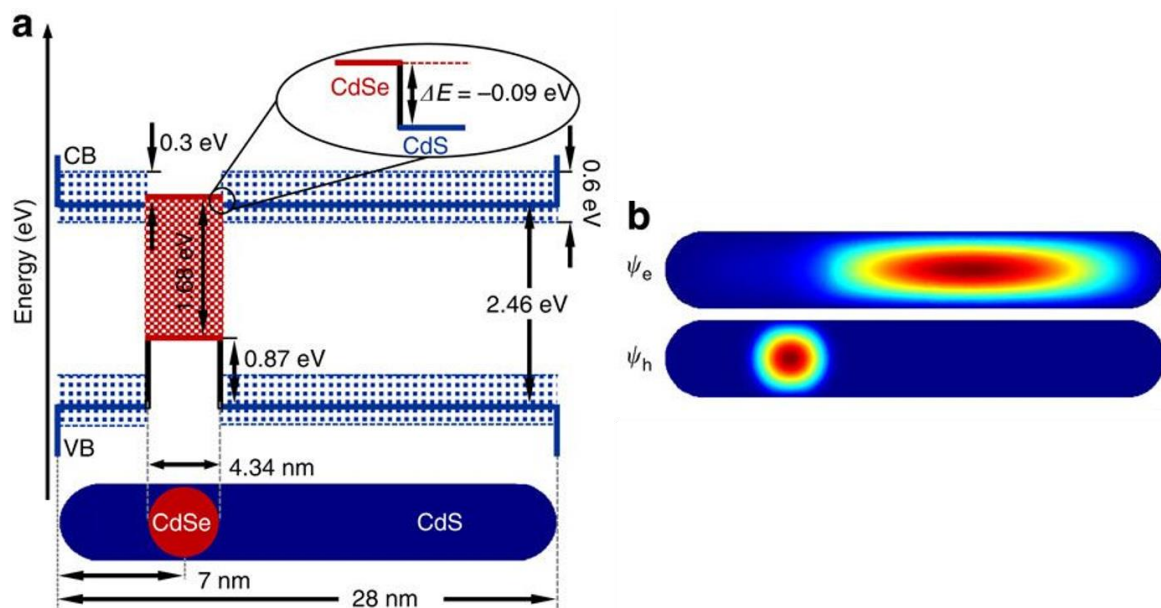 a
Energy (eV)
CB
0.3 eV
CdSe
ΔE = –0.09 eV
CdS
0.6 eV
1.68 eV
2.46 eV
0.87 eV
VB
4.34 nm
CdSe
CdS
7 nm
28 nm
b
ψe
ψh